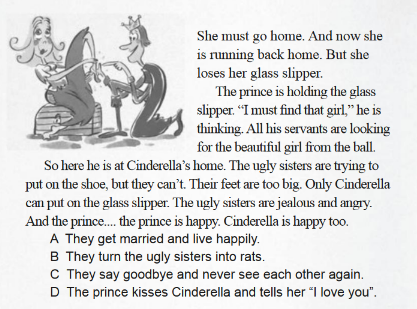 She must go home. And now she
is running back home. But she
loses her glass slipper.
The prince is holding the glass
slipper. “I must find that girl,” he is
thinking. All his servants are looking
for the beautiful girl from the ball.
So here he is at Cinderella’s home. The ugly sisters are trying to
put on the shoe, but they can’t. Their feet are too big. Only Cinderella
can put on the glass slipper. The ugly sisters are jealous and angry.
And the prince.... the prince is happy. Cinderella is happy too.
A They get married and live happily.
B They turn the ugly sisters into rats.
C They say goodbye and never see each other again.
D The prince kisses Cinderella and tells her “I love you”.